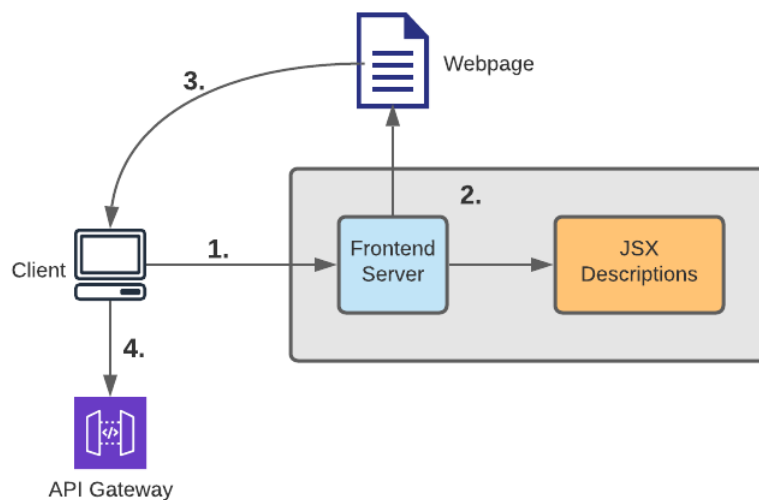 Webpage
3.
2.
1.
Frontend
Server
JSX
Descriptions
Client
4.
API Gateway